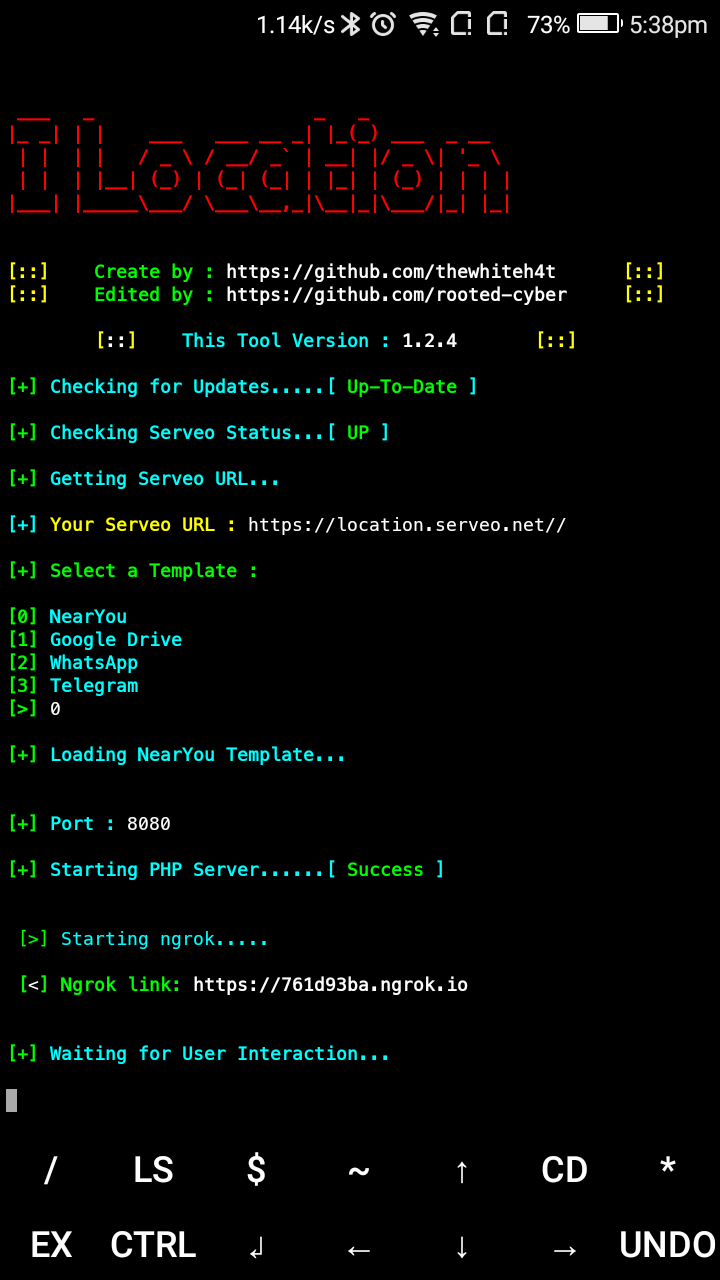 1.14k/s 73% 5:38pm
I Location
[::] Create by : https://github.com/thewhiteh4t [::]
[::] Edited by : https://github.com/rooted-cyber [::]
[::] This Tool Version : 1.2.4 [::]
[+] Checking for Updates.....[ Up-To-Date ]
[+] Checking Serveo Status...[ UP ]
[+] Getting Serveo URL...
[+] Your Serveo URL : https://location.serveo.net//
[+] Select a Template :
[0] NearYou
[1] Google Drive
[2] WhatsApp
[3] Telegram
[>] 0
[+] Loading NearYou Template...
[+] Port : 8080
[+] Starting PHP Server......[ Success ]
[>] Starting ngrok.....
[<] Ngrok link: https://761d93ba.ngrok.io
[+] Waiting for User Interaction...
/ LS $ ~ ↑ CD *
EX CTRL ↲ ← ↓ → UNDO